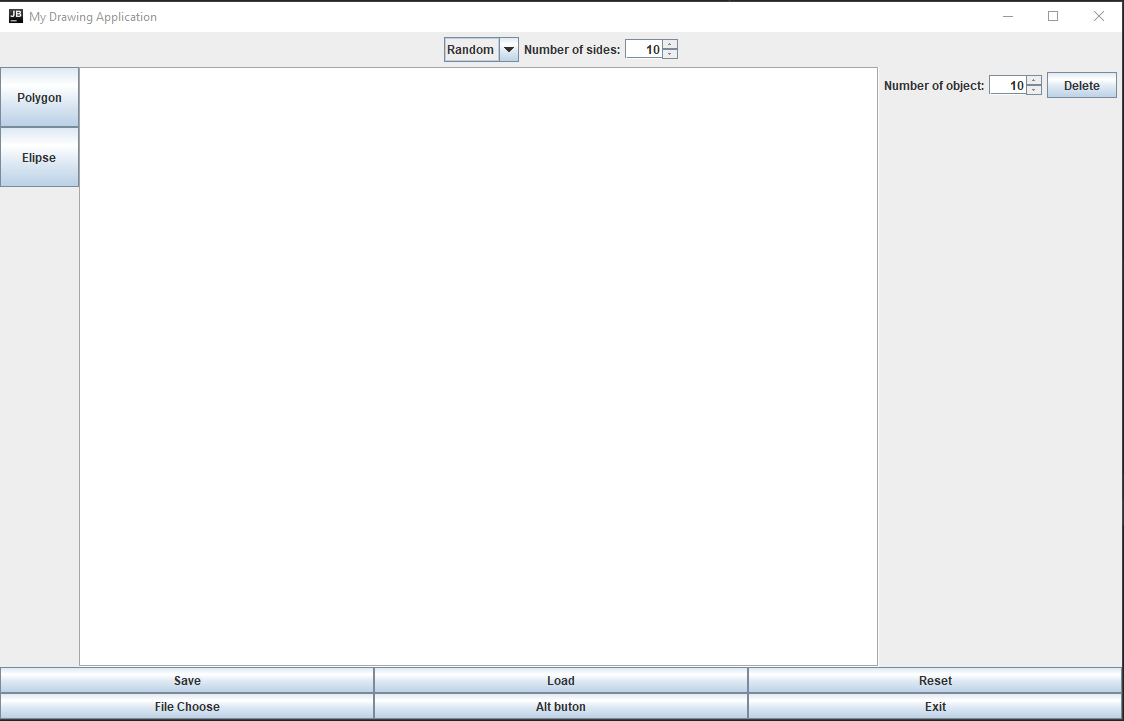 JB My Drawing Application
Random Number of sides: 10
Polygon
Number of object: 10 Delete
Elipse
Save Load Reset
File Choose Alt buton Exit